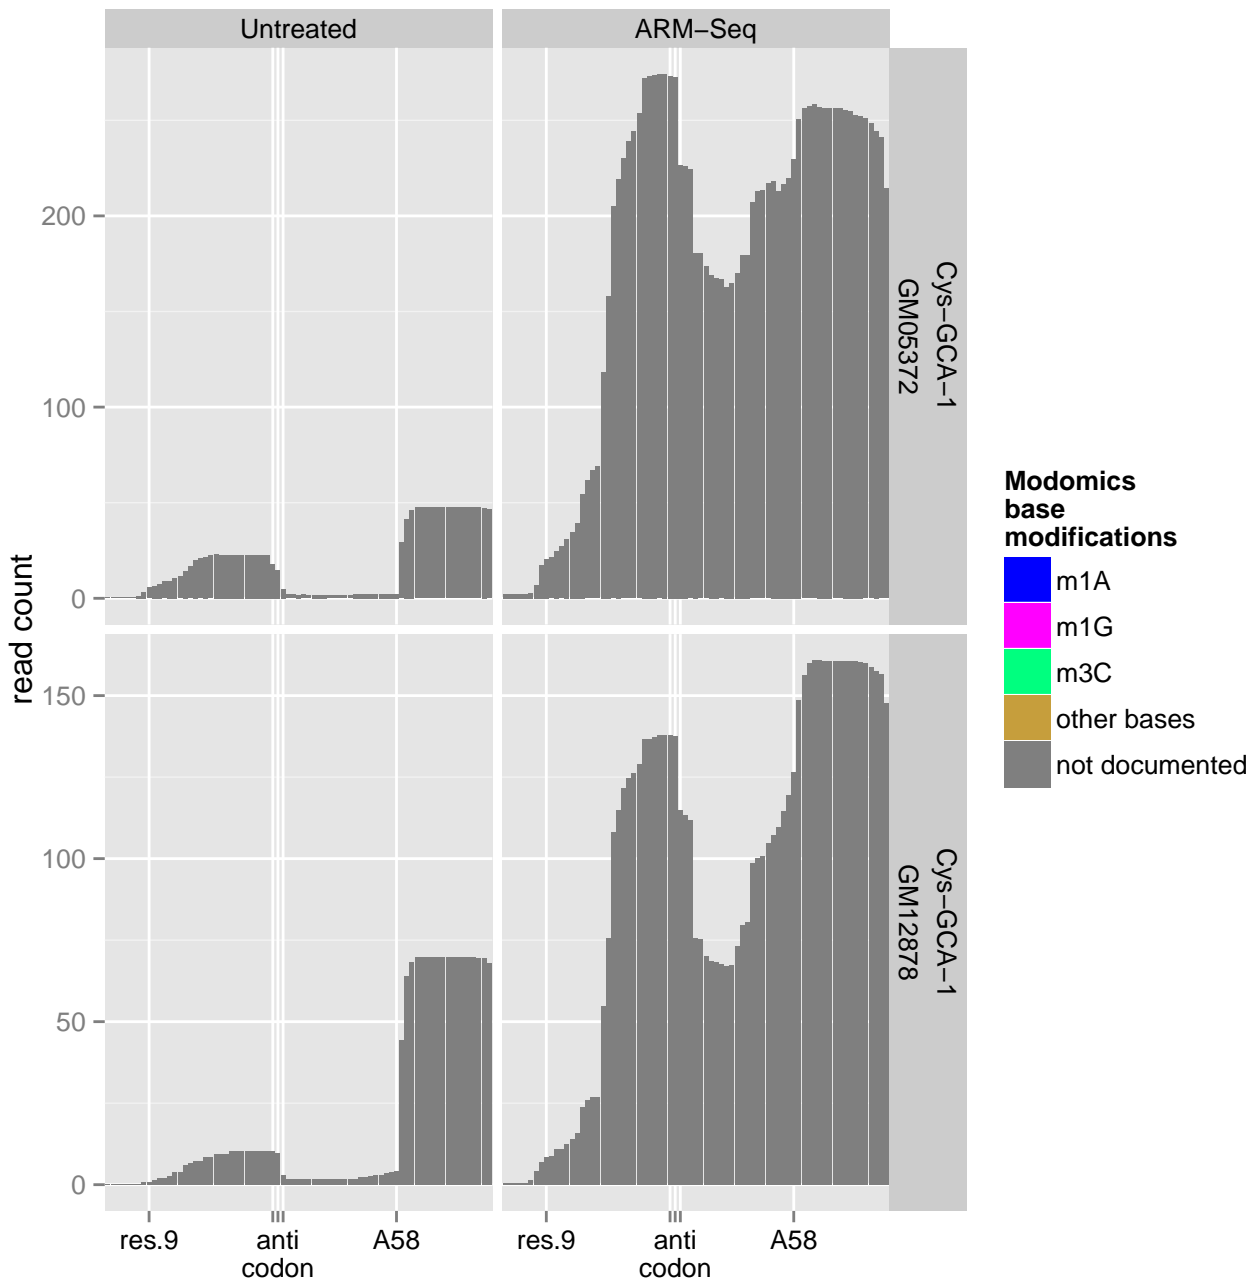 Untreated
ARM−Seq
200
100
0
Cys−GCA−1
GM05372
read count
150
100
50
0
Cys−GCA−1
GM12878
res.9
anti
codon
A58
res.9
anti
codon
A58
Modomics
base
modifications
m1A
m1G
m3C
other bases
not documented